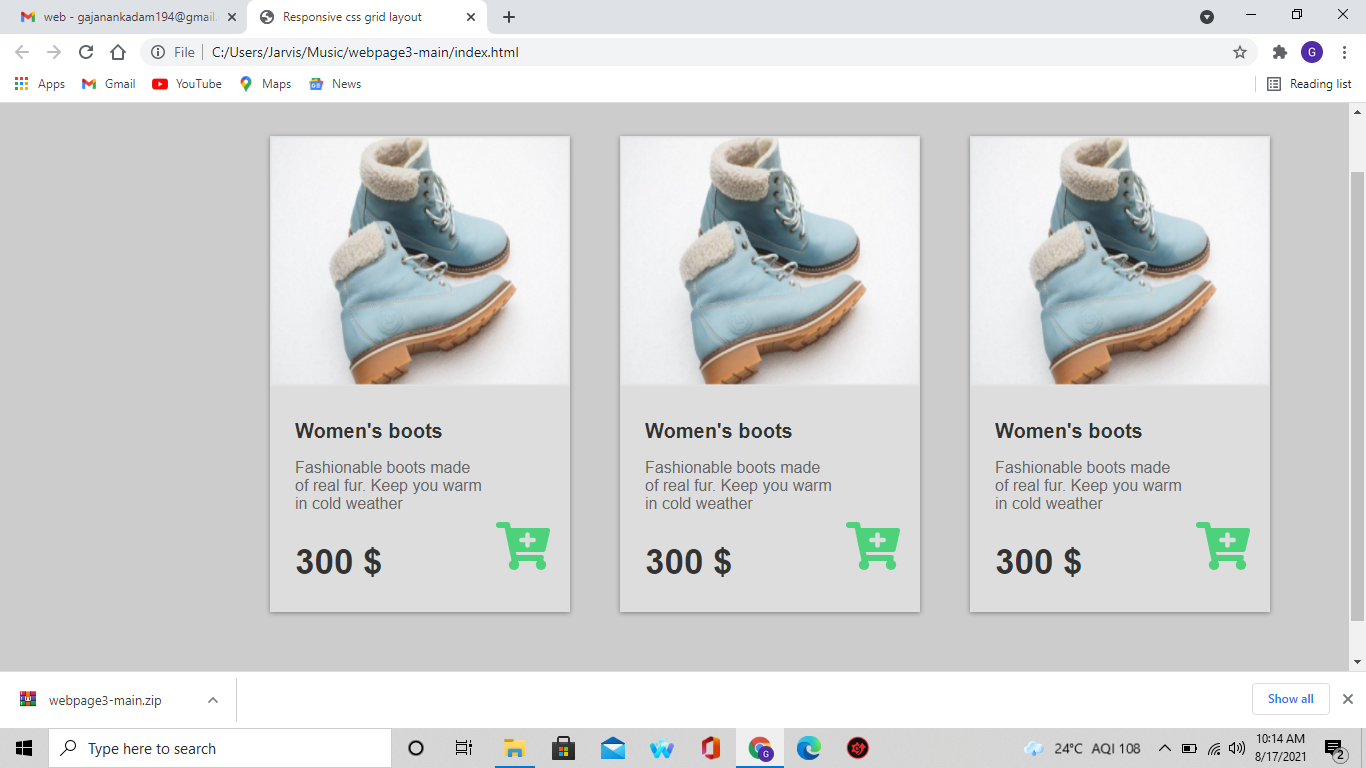 web - gajanankadam194@gmail.
Responsive css grid layout
File
C:/Users/Jarvis/Music/webpage3-main/index.html
G
Apps
Gmail
YouTube
Maps
News
Reading list
Women's boots
Fashionable boots made
of real fur. Keep you warm
in cold weather
300 $
Women's boots
Fashionable boots made
of real fur. Keep you warm
in cold weather
300 $
Women's boots
Fashionable boots made
of real fur. Keep you warm
in cold weather
300 $
webpage3-main.zip
Show all
Type here to search
G
24°C AQI 108
10:14 AM
8/17/2021
2